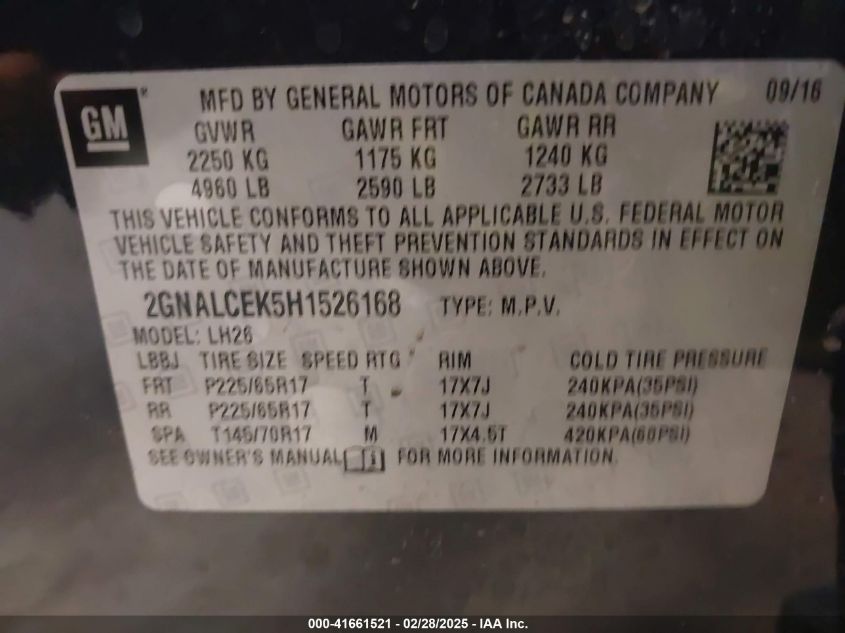 GM ® MFD BY GENERAL MOTORS OF CANADA COMPANY 09/16
GVWR GAWR FRT GAWR RR
2250 KG 1175 KG 1240 KG
4960 LB 2590 LB 2733 LB
THIS VEHICLE CONFORMS TO ALL APPLICABLE U.S. FEDERAL MOTOR
VEHICLE SAFETY AND THEFT PREVENTION STANDARDS IN EFFECT ON
THE DATE OF MANUFACTURE SHOWN ABOVE.
2GNALCEK5H1526168 TYPE: M.P.V.
MODEL: LH26
LBBJ TIRE SIZE SPEED RTG RIM COLD TIRE PRESSURE
FRT P225/65R17 T 17X7J 240KPA(35PSI)
RR P225/65R17 T 17X7J 240KPA(35PSI)
SPA T145/70R17 M 17X4.5T 420KPA(60PSI)
SEE OWNER'S MANUAL FOR MORE INFORMATION.
000-41661521 - 02/28/2025 - IAA Inc.